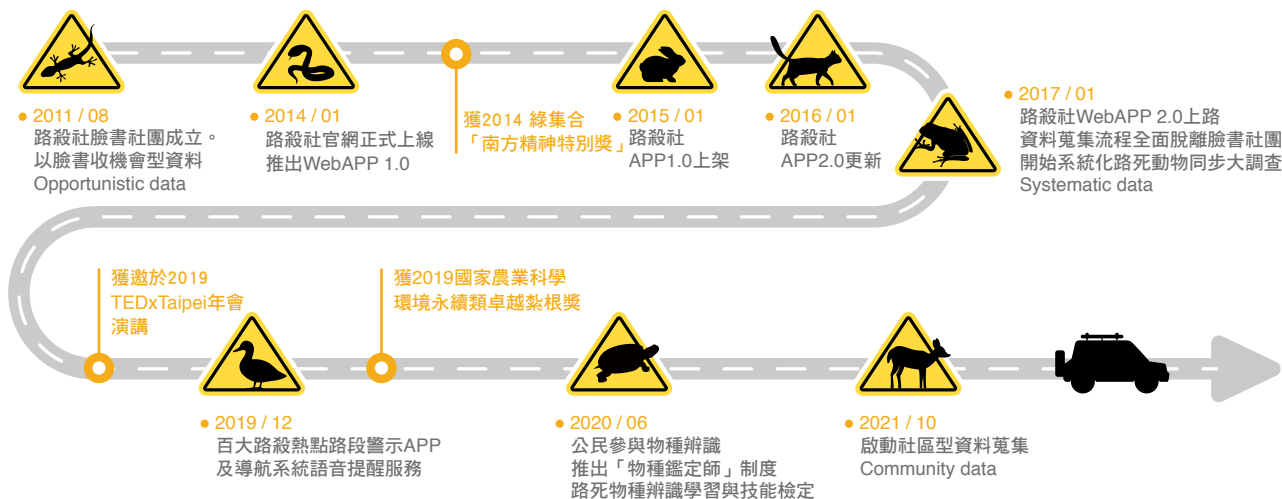 2011 / 08
路殺社臉書社團成立。
以臉書收機會型資料
Opportunistic data
2014 / 01
路殺社官網正式上線
推出WebAPP 1.0
獲2014 綠集合
「南方精神特別獎」
2015 / 01
路殺社
APP1.0上架
2016 / 01
路殺社
APP2.0更新
2017 / 01
路殺社WebAPP 2.0上路
資料蒐集流程全面脫離臉書社團
開始系統化路死動物同步大調查
Systematic data
獲邀於2019
TEDxTaipei年會
演講
2019 / 12
百大路殺熱點路段警示APP
及導航系統語音提醒服務
獲2019國家農業科學
環境永續類卓越紮根獎
2020 / 06
公民參與物種辨識
推出「物種鑑定師」制度
路死物種辨識學習與技能檢定
2021 / 10
啟動社區型資料蒐集
Community data